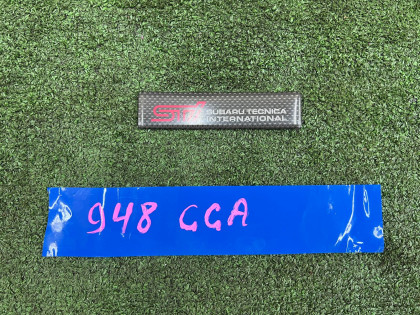 STI SUBARU TECNICA
INTERNATIONAL
948 GGA